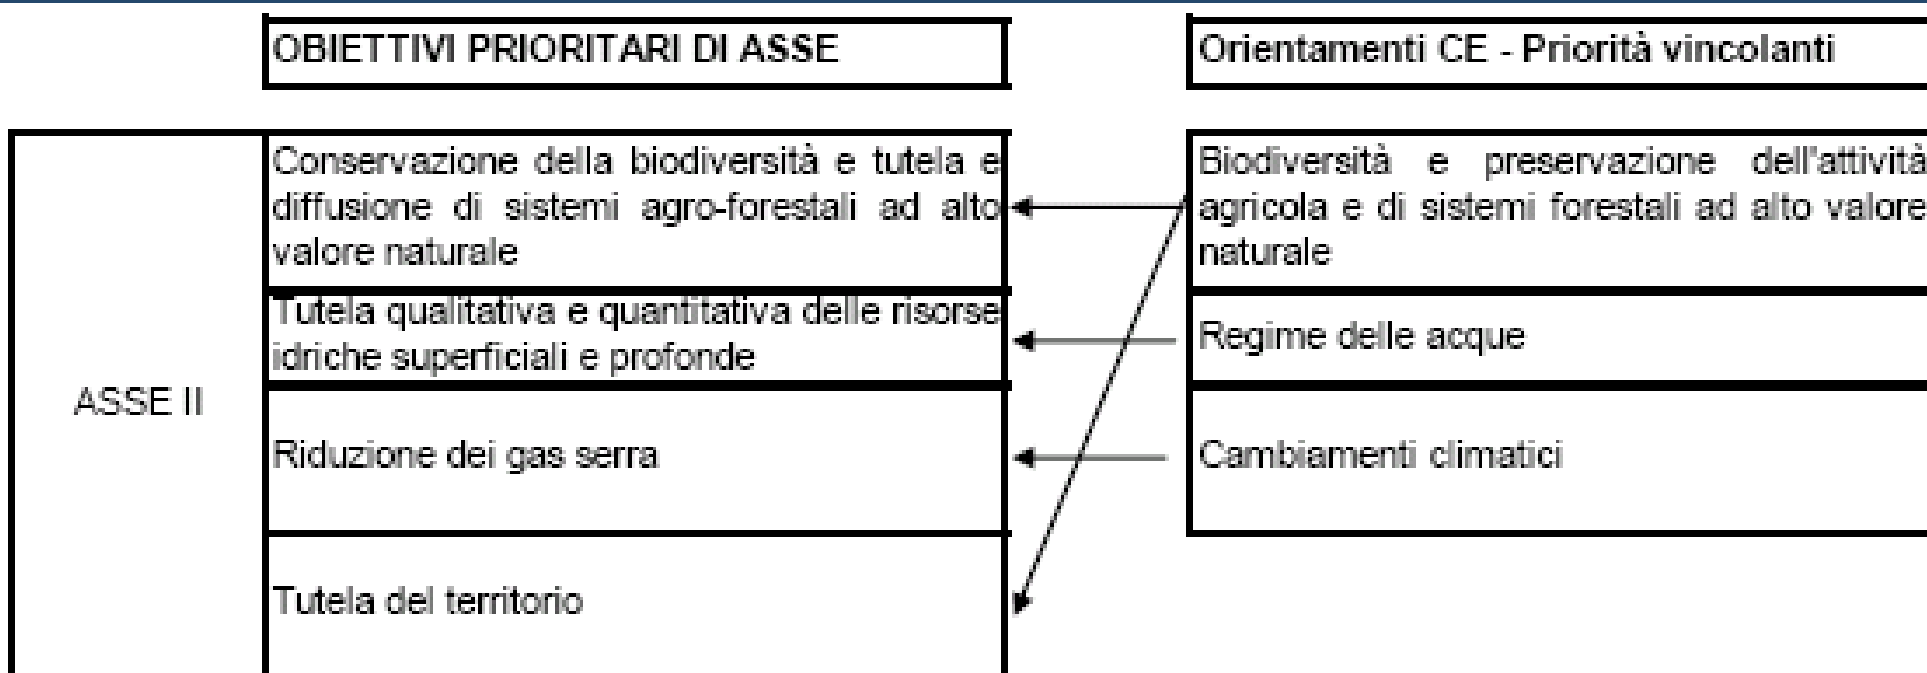 OBIETTIVI PRIORITARI DI ASSE
Orientamenti CE - Priorità vincolanti
ASSE II
Conservazione della biodiversità e tutela e
diffusione di sistemi agro-forestali ad alto
valore naturale
Biodiversità e preservazione dell'attività
agricola e di sistemi forestali ad alto valore
naturale
Tutela qualitativa e quantitativa delle risorse
idriche superficiali e profonde
Regime delle acque
Riduzione dei gas serra
Cambiamenti climatici
Tutela del territorio